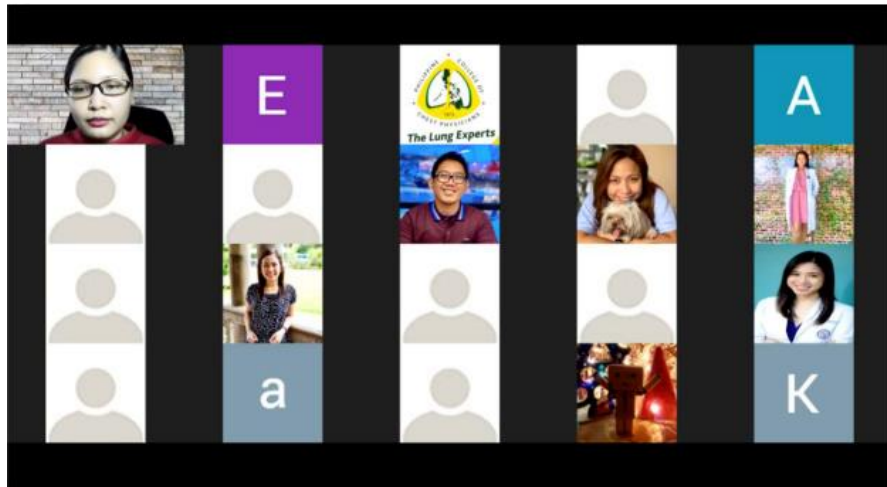 E
PHILIPPINE COLLEGE OF
CHEST PHYSICIANS
The Lung Experts
A
a
K